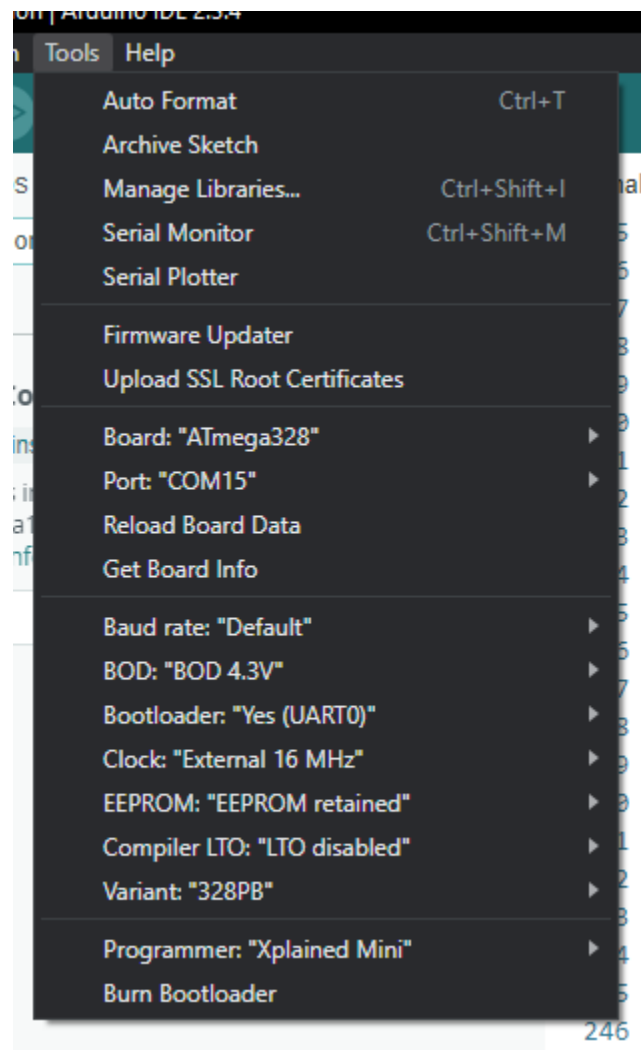 Arduino IDE 2.3.4
Tools Help
Auto Format Ctrl+T
Archive Sketch
Manage Libraries... Ctrl+Shift+I
Serial Monitor Ctrl+Shift+M
Serial Plotter
Firmware Updater
Upload SSL Root Certificates
Board: "ATmega328"
Port: "COM15"
Reload Board Data
Get Board Info
Baud rate: "Default"
BOD: "BOD 4.3V"
Bootloader: "Yes (UART0)"
Clock: "External 16 MHz"
EEPROM: "EEPROM retained"
Compiler LTO: "LTO disabled"
Variant: "328PB"
Programmer: "Xplained Mini"
Burn Bootloader
246